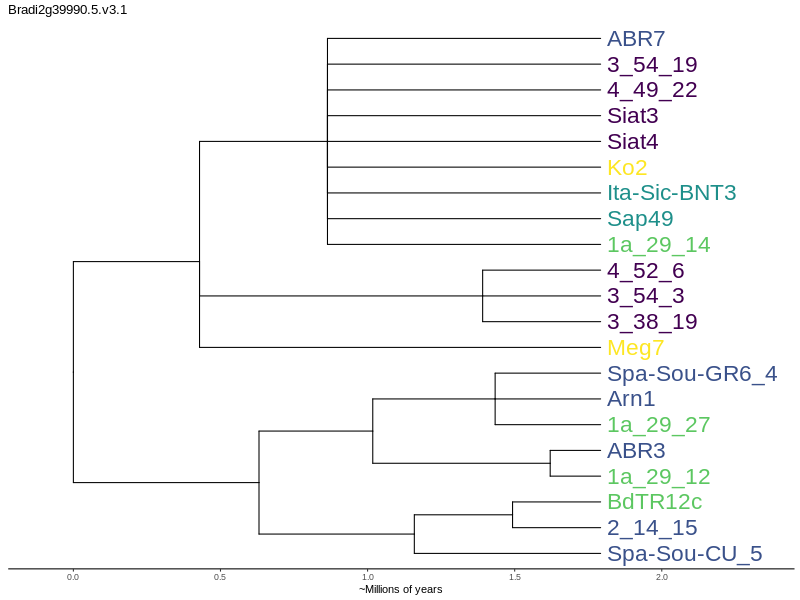 Bradi2g39990.5.v3.1
ABR7
3_54_19
4_49_22
Siat3
Siat4
Ko2
Ita-Sic-BNT3
Sap49
1a_29_14
4_52_6
3_54_3
3_38_19
Meg7
Spa-Sou-GR6_4
Arn1
1a_29_27
ABR3
1a_29_12
BdTR12c
2_14_15
Spa-Sou-CU_5
0.0 0.5 1.0 1.5 2.0
~Millions of years